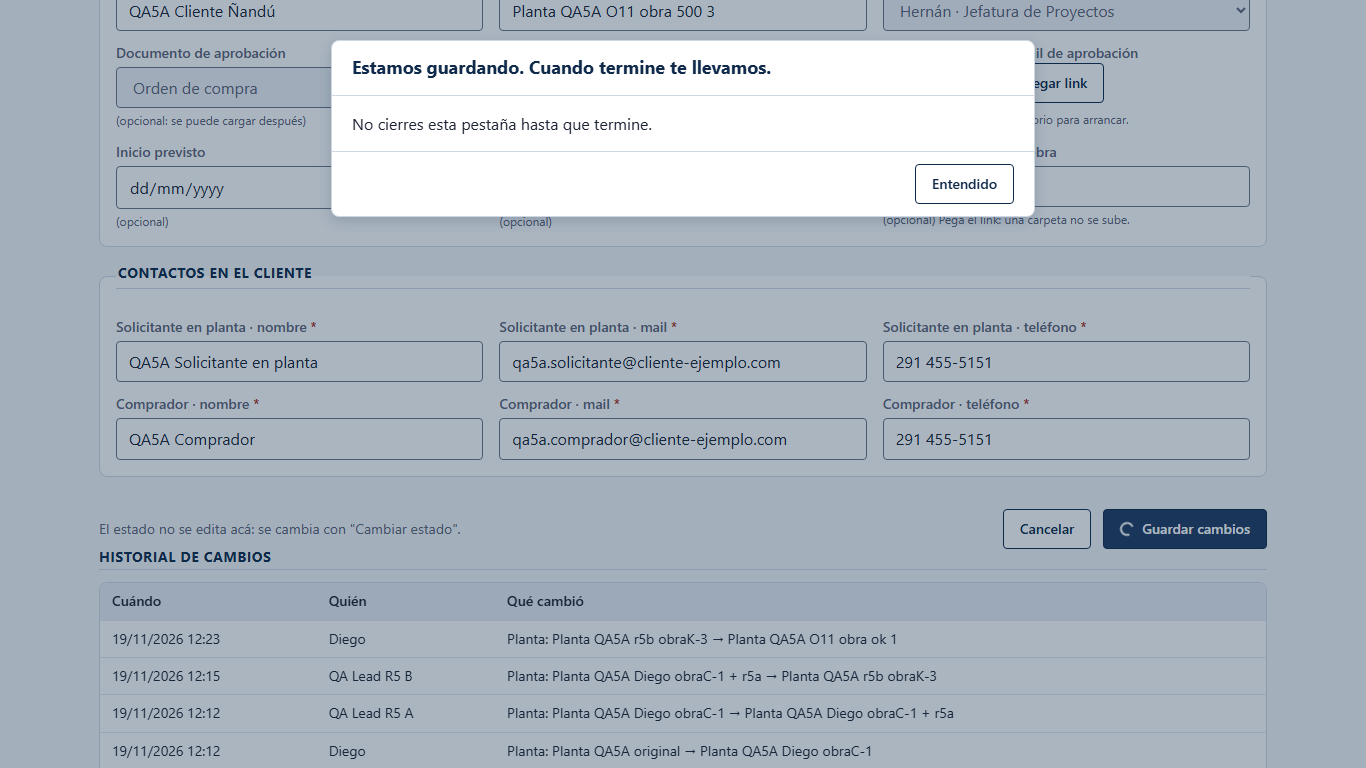 QA5A Cliente Ñandú
Planta QA5A O11 obra 500 3
Hernán · Jefatura de Proyectos
Estamos guardando. Cuando termine te llevamos.
No cierres esta pestaña hasta que termine.
Entendido
Documento de aprobación
il de aprobación
Orden de compra
egar link
(opcional: se puede cargar después)
orio para arrancar.
Inicio previsto
bra
dd/mm/yyyy
(opcional)
(opcional)
(opcional) Pegá el link: una carpeta no se sube.
CONTACTOS EN EL CLIENTE
Solicitante en planta · nombre *
Solicitante en planta · mail *
Solicitante en planta · teléfono *
QA5A Solicitante en planta
qa5a.solicitante@cliente-ejemplo.com
291 455-5151
Comprador · nombre *
Comprador · mail *
Comprador · teléfono *
QA5A Comprador
qa5a.comprador@cliente-ejemplo.com
291 455-5151
El estado no se edita acá: se cambia con "Cambiar estado".
Cancelar
Guardar cambios
HISTORIAL DE CAMBIOS
Cuándo Quién Qué cambió
19/11/2026 12:23 Diego Planta: Planta QA5A r5b obraK-3 → Planta QA5A O11 obra ok 1
19/11/2026 12:15 QA Lead R5 B Planta: Planta QA5A Diego obraC-1 + r5a → Planta QA5A r5b obraK-3
19/11/2026 12:12 QA Lead R5 A Planta: Planta QA5A Diego obraC-1 → Planta QA5A Diego obraC-1 + r5a
19/11/2026 12:12 Diego Planta: Planta QA5A original → Planta QA5A Diego obraC-1